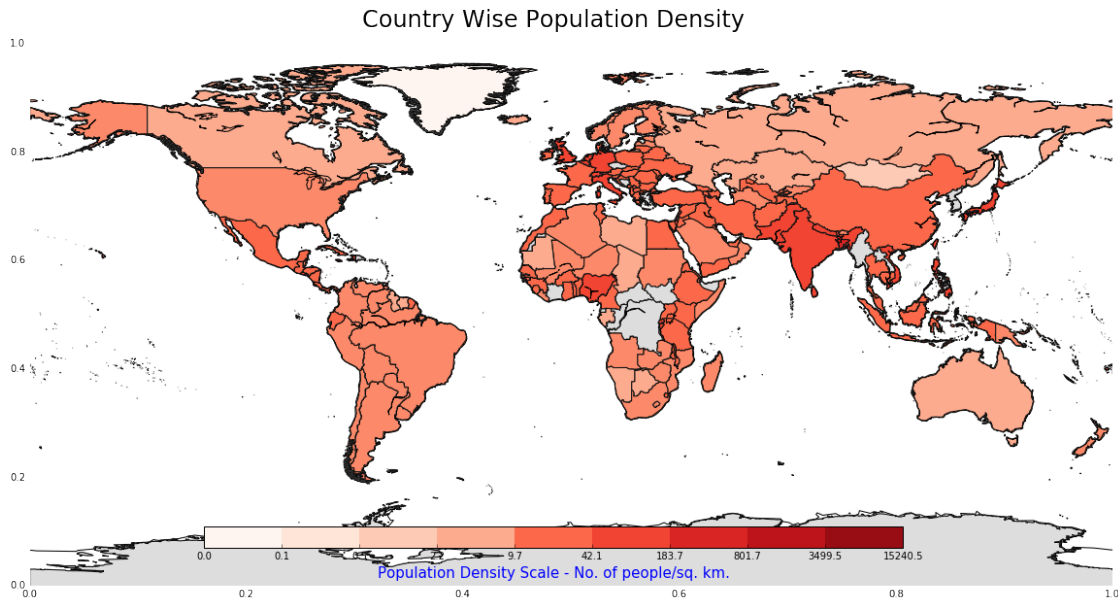 Country Wise Population Density
1.0
0.8
0.6
0.4
0.2
0.0
0.0 0.1 9.7 42.1 183.7 801.7 3499.5 15240.5
Population Density Scale - No. of people/sq. km.
0.0 0.2 0.4 0.6 0.8 1.0